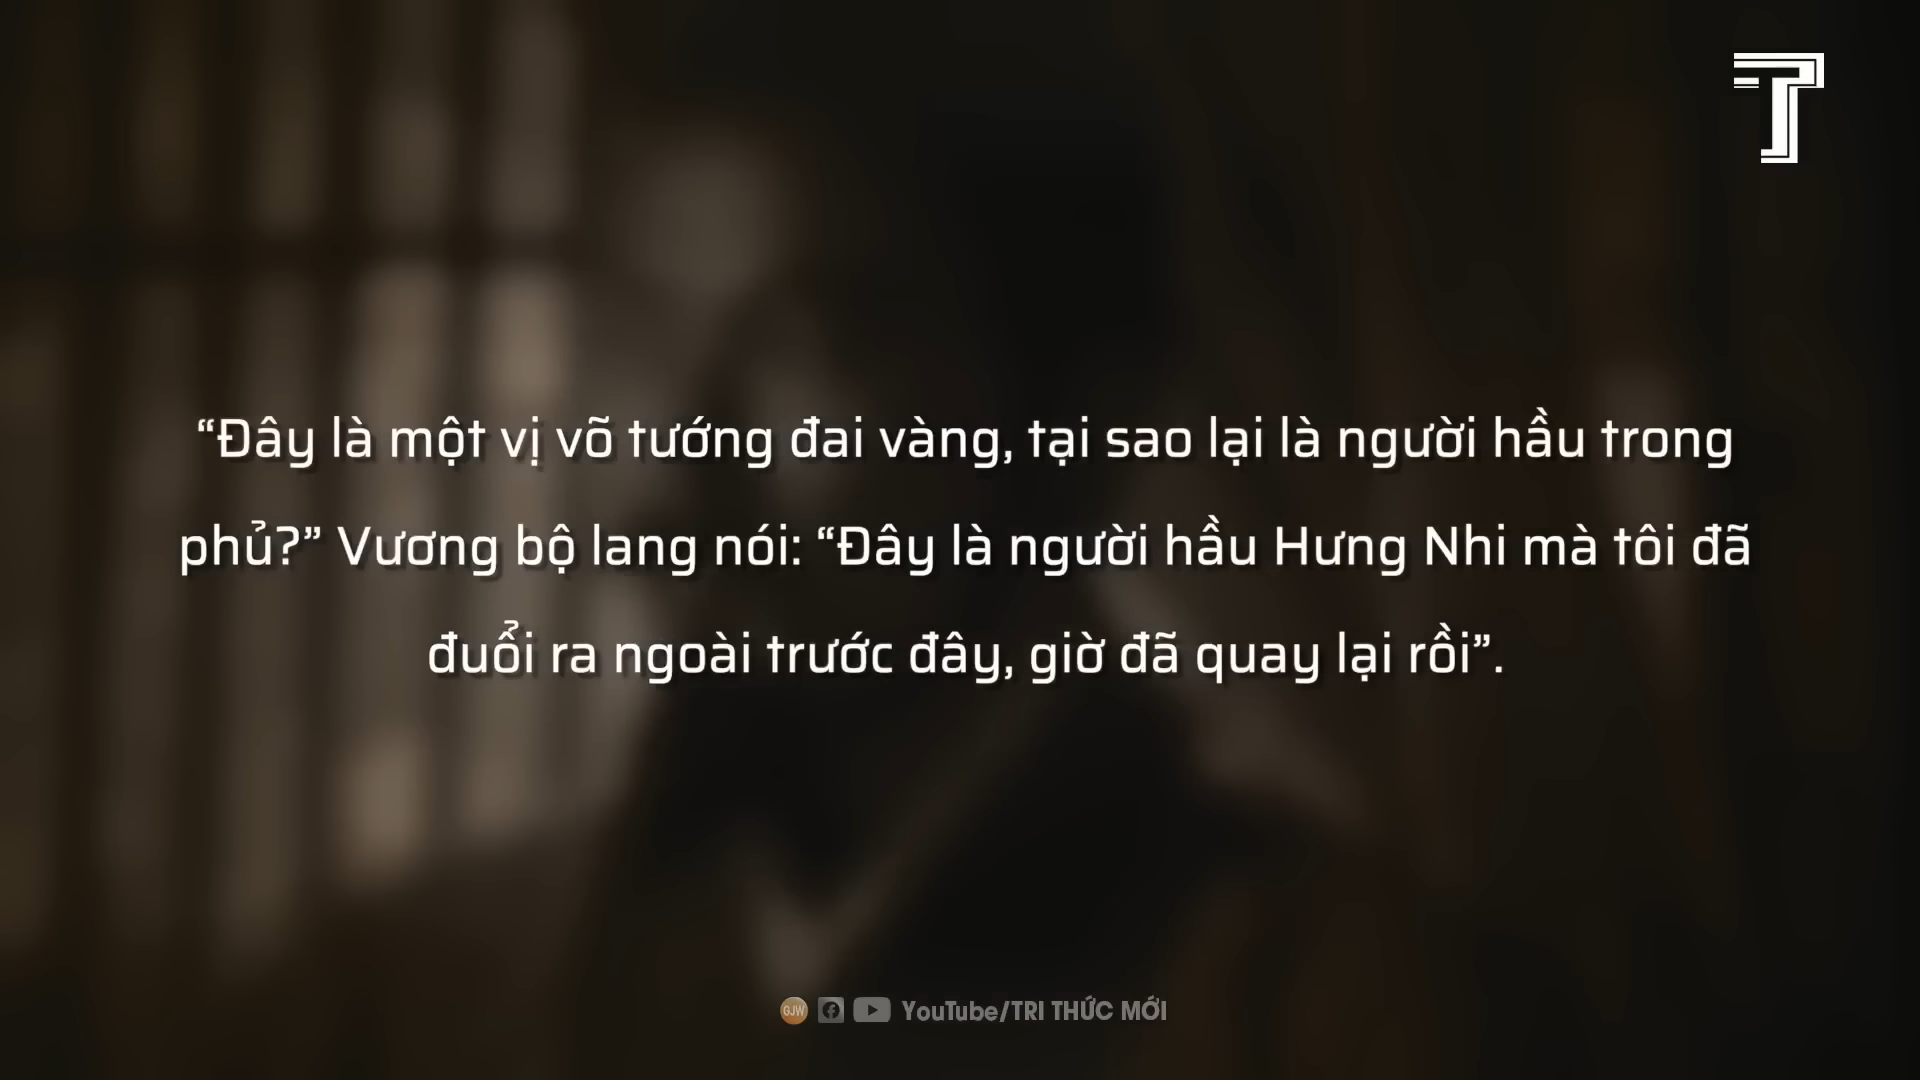 “Đây là một vị võ tướng đai vàng, tại sao lại là người hầu trong
phủ?” Vương bộ lang nói: “Đây là người hầu Hưng Nhi mà tôi đã
đuổi ra ngoài trước đây, giờ đã quay lại rồi”.
GJW YouTube/TRI THỨC MỚI